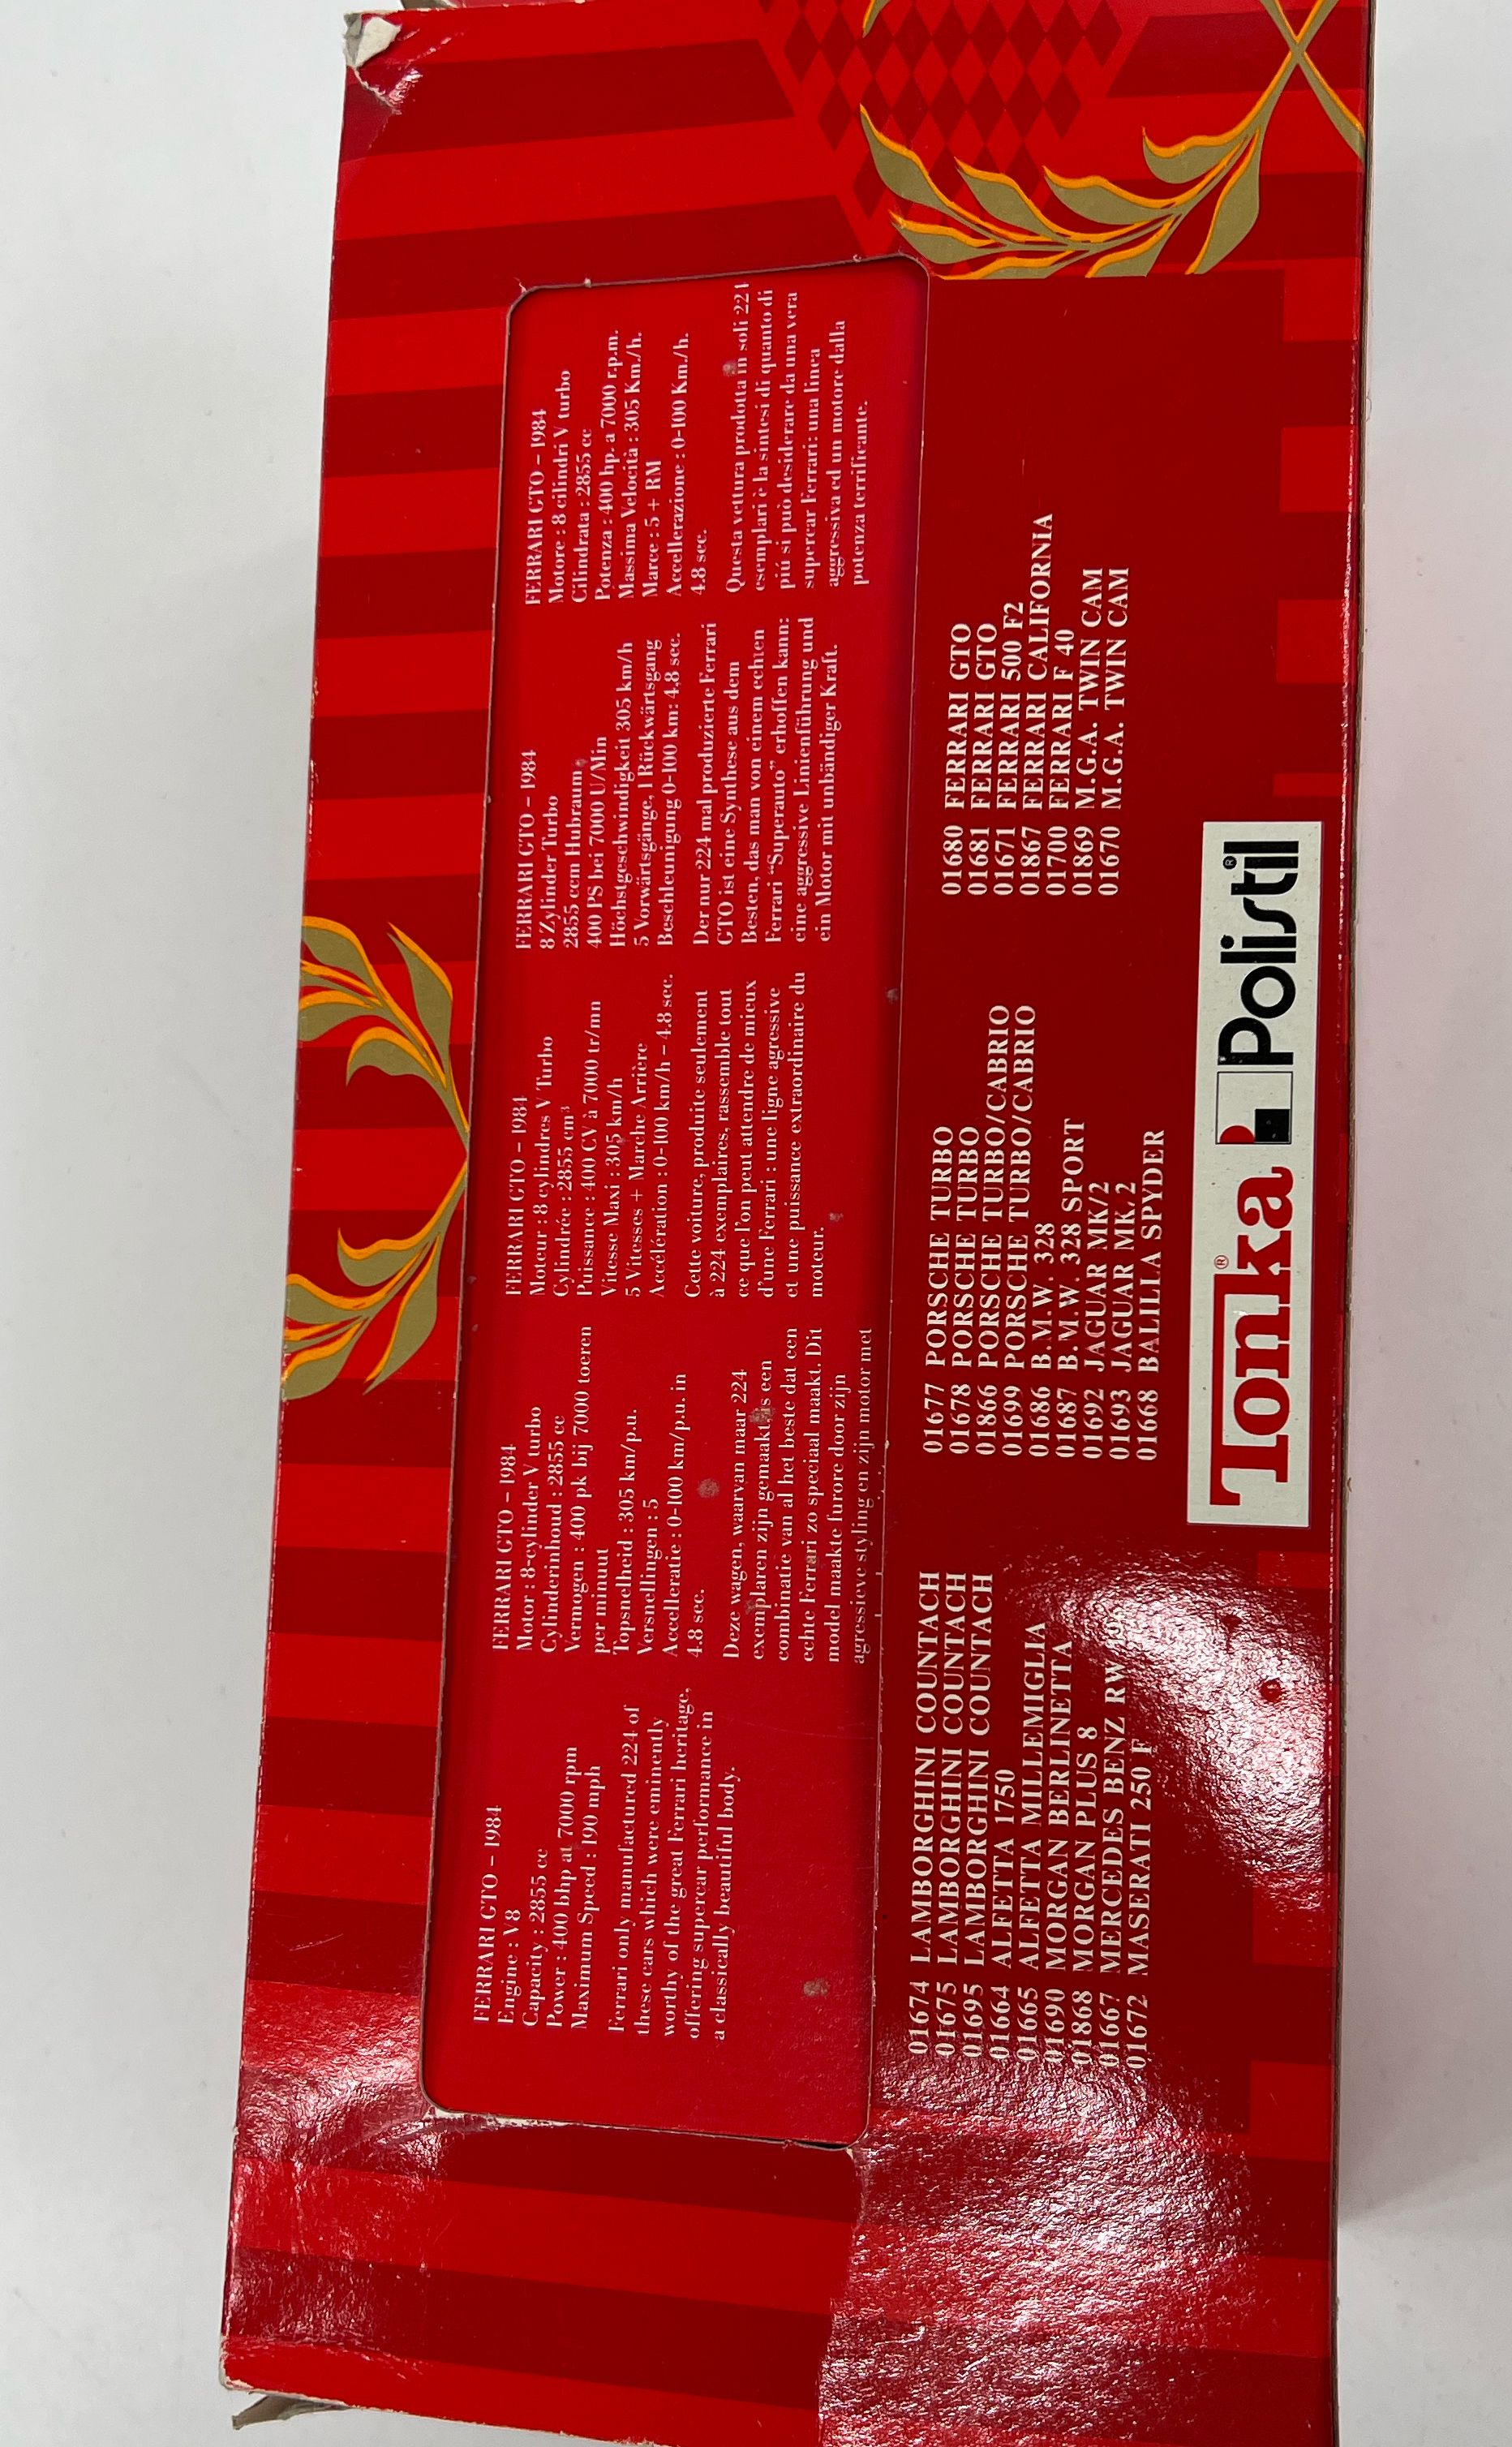 FERRARI GTO – 1984
Engine : V8
Capacity : 2855 cc
Power : 400 bhp at 7000 rpm
Maximum Speed : 190 mph
Ferrari only manufactured 224 of
these cars which were eminently
worthy of the great Ferrari heritage,
offering supercar performance in
a classically beautiful body.
FERRARI GTO – 1984
Motor : 8-cylinder V turbo
Cylinderinhoud : 2855 cc
Vermogen : 400 pk bij 7000 toeren
per minuut
Topsnelheid : 305 km/p.u.
Versnellingen : 5
Accelleratie : 0-100 km/p.u. in
4.8 sec.
Deze wagen, waarvan maar 224
exemplaren zijn gemaakt, is een
combinatie van al het beste dat een
echte Ferrari zo speciaal maakt. Dit
model maakte furore door zijn
agressieve styling en zijn motor met
FERRARI GTO – 1984
Moteur : 8 cylindres V Turbo
Cylindrée : 2855 cm³
Puissance : 400 CV à 7000 tr/mn
Vitesse Maxi : 305 km/h
5 Vitesses + Marche Arrière
Accélération : 0-100 km/h – 4.8 sec.
Cette voiture, produite seulement
à 224 exemplaires, rassemble tout
ce que l'on peut attendre de mieux
d'une Ferrari : une ligne agressive
et une puissance extraordinaire du
moteur.
FERRARI GTO – 1984
8 Zylinder Turbo
2855 ccm Hubraum
400 PS bei 7000 U/Min
Höchstgeschwindigkeit 305 km/h
5 Vorwärtsgänge, 1 Rückwärtsgang
Beschleunigung 0-100 km: 4.8 sec.
Der nur 224 mal produzierte Ferrari
GTO ist eine Synthese aus dem
Besten, das man von einem echten
Ferrari “Superauto” erhoffen kann:
eine aggressive Linienführung und
ein Motor mit unbändiger Kraft.
FERRARI GTO – 1984
Motore : 8 cilindri V turbo
Cilindrata : 2855 cc
Potenza : 400 hp. a 7000 r.p.m.
Massima Velocità : 305 Km./h.
Marce : 5 + RM
Accellerazione : 0-100 Km./h.
4.8 sec.
Questa vettura prodotta in soli 224
esemplari è la sintesi di quanto di
piú si può desiderare da una vera
supercar Ferrari: una linea
aggressiva ed un motore dalla
potenza terrificante.
01674 LAMBORGHINI COUNTACH
01675 LAMBORGHINI COUNTACH
01695 LAMBORGHINI COUNTACH
01664 ALFETTA 1750
01665 ALFETTA MILLEMIGLIA
01690 MORGAN BERLINETTA
01868 MORGAN PLUS 8
01667 MERCEDES BENZ RW
01672 MASERATI 250 F
01677 PORSCHE TURBO
01678 PORSCHE TURBO
01866 PORSCHE TURBO/CABRIO
01699 PORSCHE TURBO/CABRIO
01686 B.M.W. 328
01687 B.M.W. 328 SPORT
01692 JAGUAR MK/2
01693 JAGUAR MK. 2
01668 BALILLA SPYDER
01680 FERRARI GTO
01681 FERRARI GTO
01671 FERRARI 500 F2
01867 FERRARI CALIFORNIA
01700 FERRARI F 40
01869 M.G.A. TWIN CAM
01670 M.G.A. TWIN CAM
Tonka® Polistil®